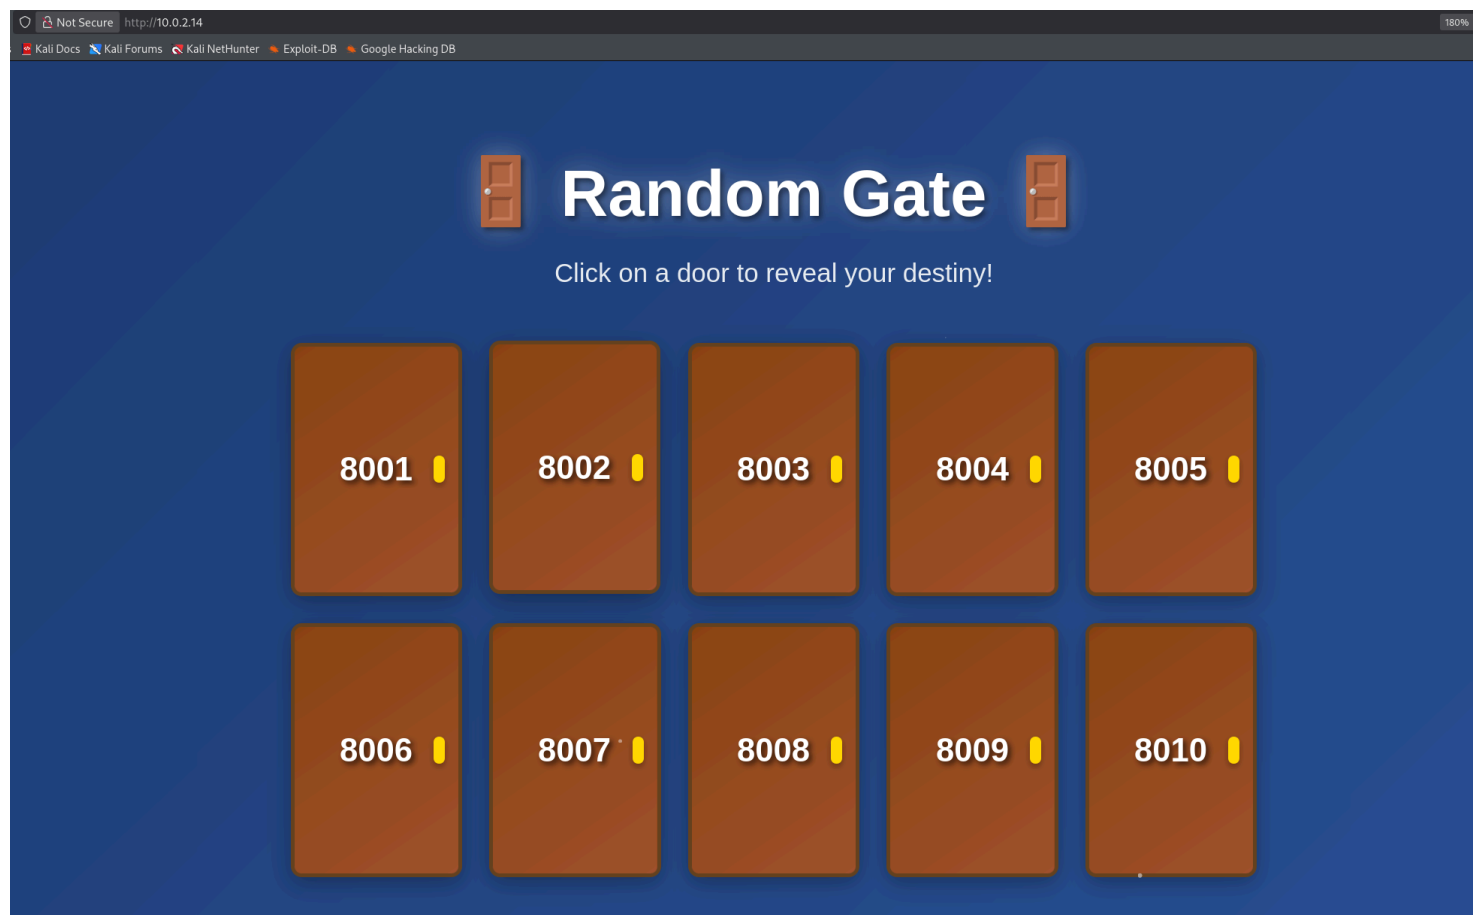 Not Secure http://10.0.2.14 180%
Kali Docs Kali Forums Kali NetHunter Exploit-DB Google Hacking DB
Random Gate
Click on a door to reveal your destiny!
8001 8002 8003 8004 8005
8006 8007 8008 8009 8010